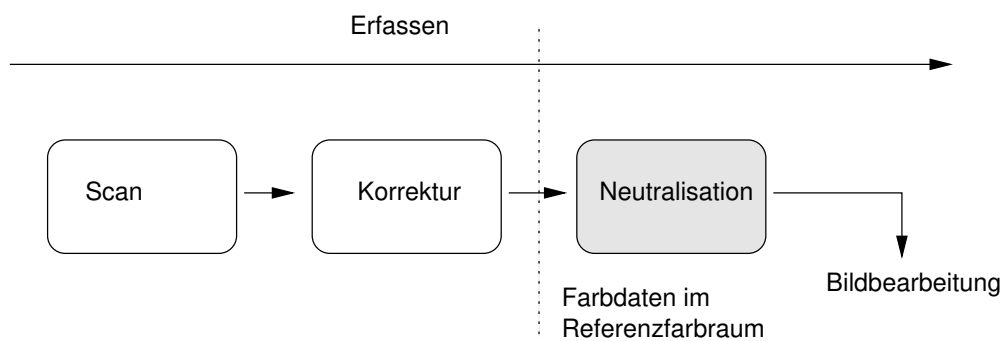 Erfassen
Scan
Korrektur
Neutralisation
Bildbearbeitung
Farbdaten im
Referenzfarbraum